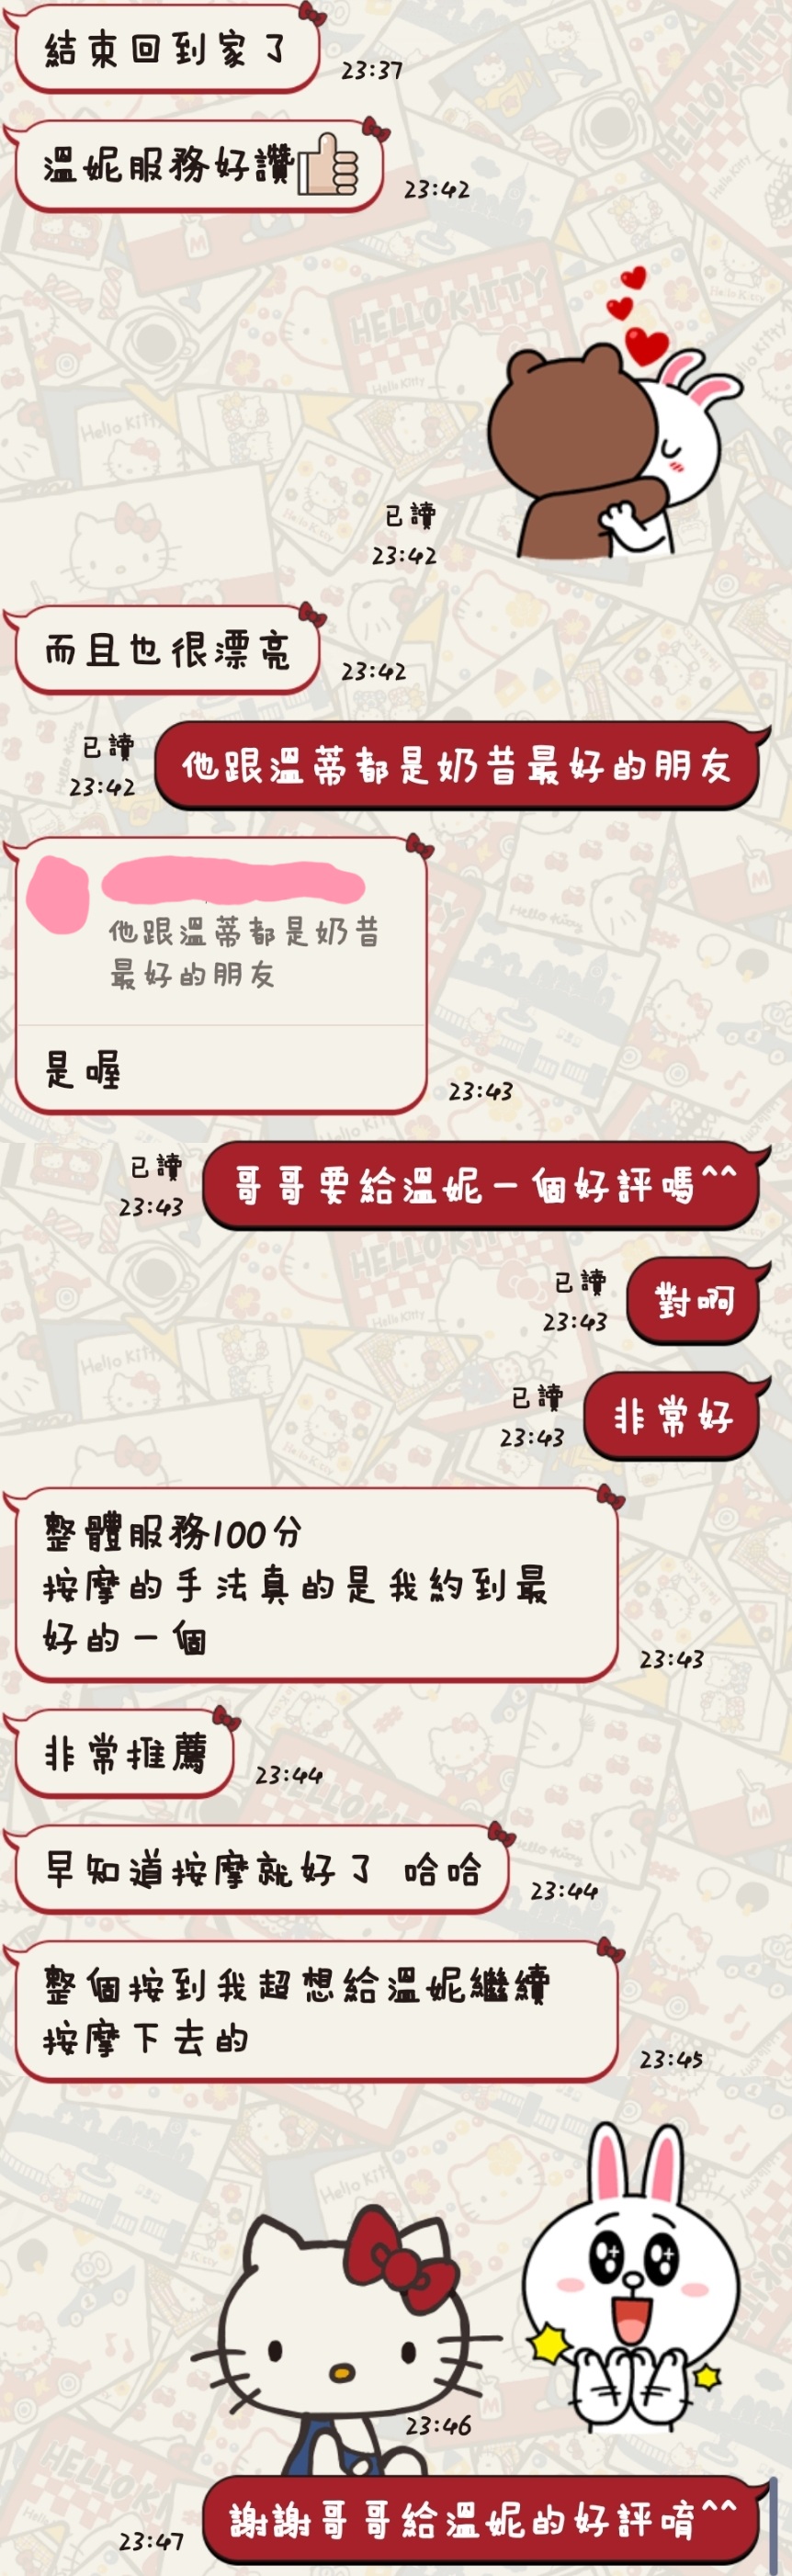 結束回到家了
23:37
溫妮服務好讚👍
23:42
已讀
23:42
而且也很漂亮
23:42
已讀
23:42
他跟溫蒂都是奶昔最好的朋友
他跟溫蒂都是奶昔
最好的朋友
是喔
23:43
已讀
23:43
哥哥要給溫妮一個好評嗎^^
已讀
23:43
對啊
已讀
23:43
非常好
整體服務100分
按摩的手法真的是我約到最
好的一個
23:43
非常推薦
23:44
早知道按摩就好了 哈哈
23:44
整個按到我超想給溫妮繼續
按摩下去的
23:45
23:46
23:47
謝謝哥哥給溫妮的好評唷^^